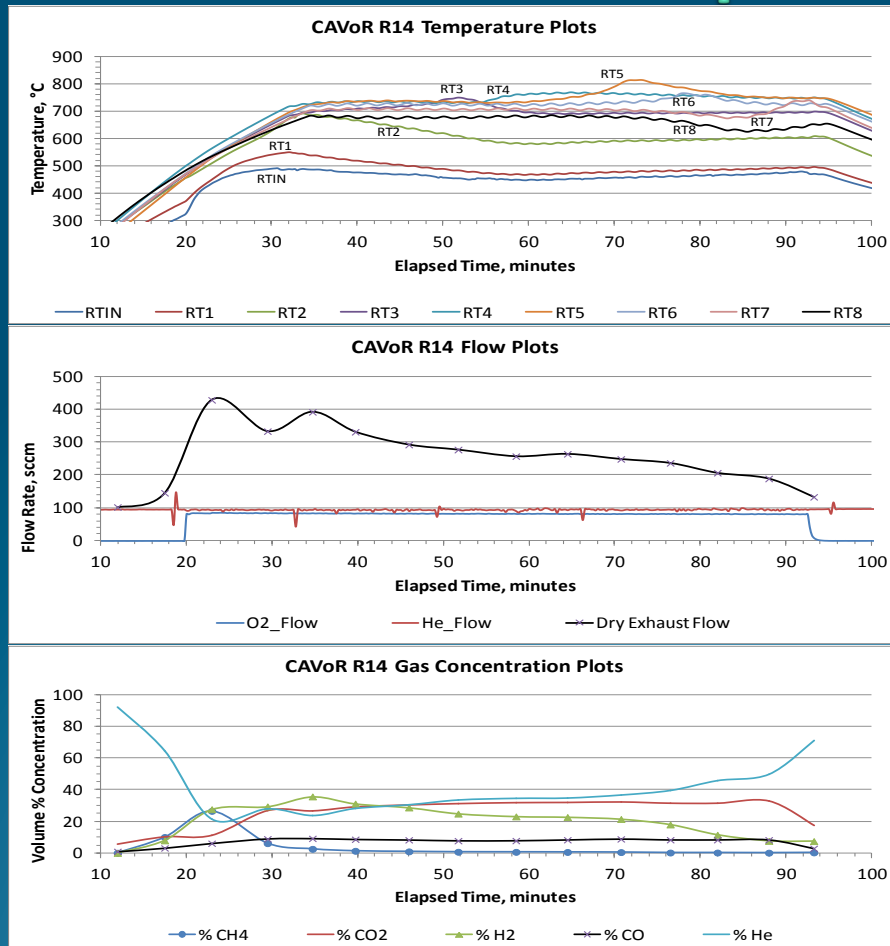 CAVoR R14 Temperature Plots
Temperature, °C
900
800
700
600
500
400
300
RT1
RTIN
RT2
RT3
RT4
RT5
RT6
RT7
RT8
10 20 30 40 50 60 70 80 90 100
Elapsed Time, minutes
RTIN RT1 RT2 RT3 RT4 RT5 RT6 RT7 RT8
CAVoR R14 Flow Plots
Flow Rate, sccm
500
400
300
200
100
0
10 20 30 40 50 60 70 80 90 100
Elapsed Time, minutes
O2_Flow He_Flow Dry Exhaust Flow
CAVoR R14 Gas Concentration Plots
Volume % Concentration
100
80
60
40
20
0
10 20 30 40 50 60 70 80 90 100
Elapsed Time, minutes
% CH4 % CO2 % H2 % CO % He